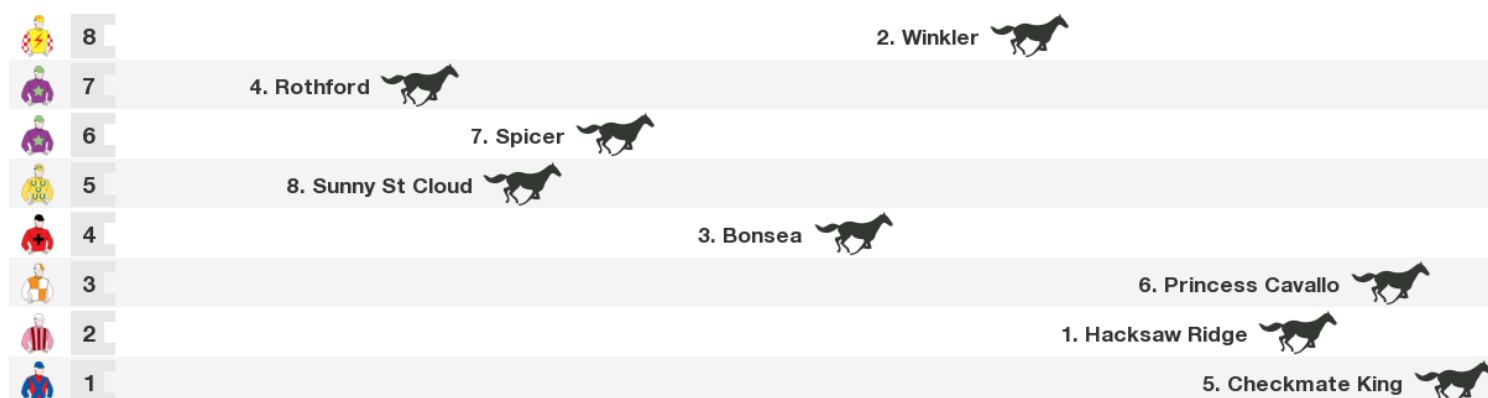 8 2. Winkler
7 4. Rothford
6 7. Spicer
5 8. Sunny St Cloud
4 3. Bonsea
3 6. Princess Cavallo
2 1. Hacksaw Ridge
1 5. Checkmate King